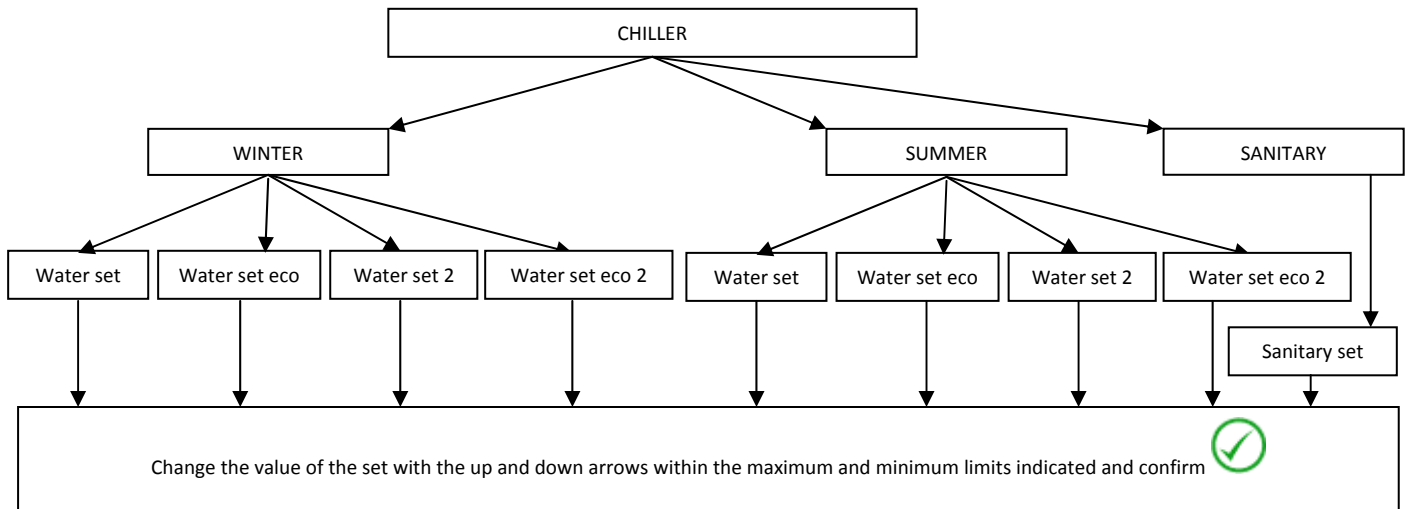 CHILLER
WINTER
SUMMER
SANITARY
Water set
Water set eco
Water set 2
Water set eco 2
Water set
Water set eco
Water set 2
Water set eco 2
Sanitary set
Change the value of the set with the up and down arrows within the maximum and minimum limits indicated and confirm